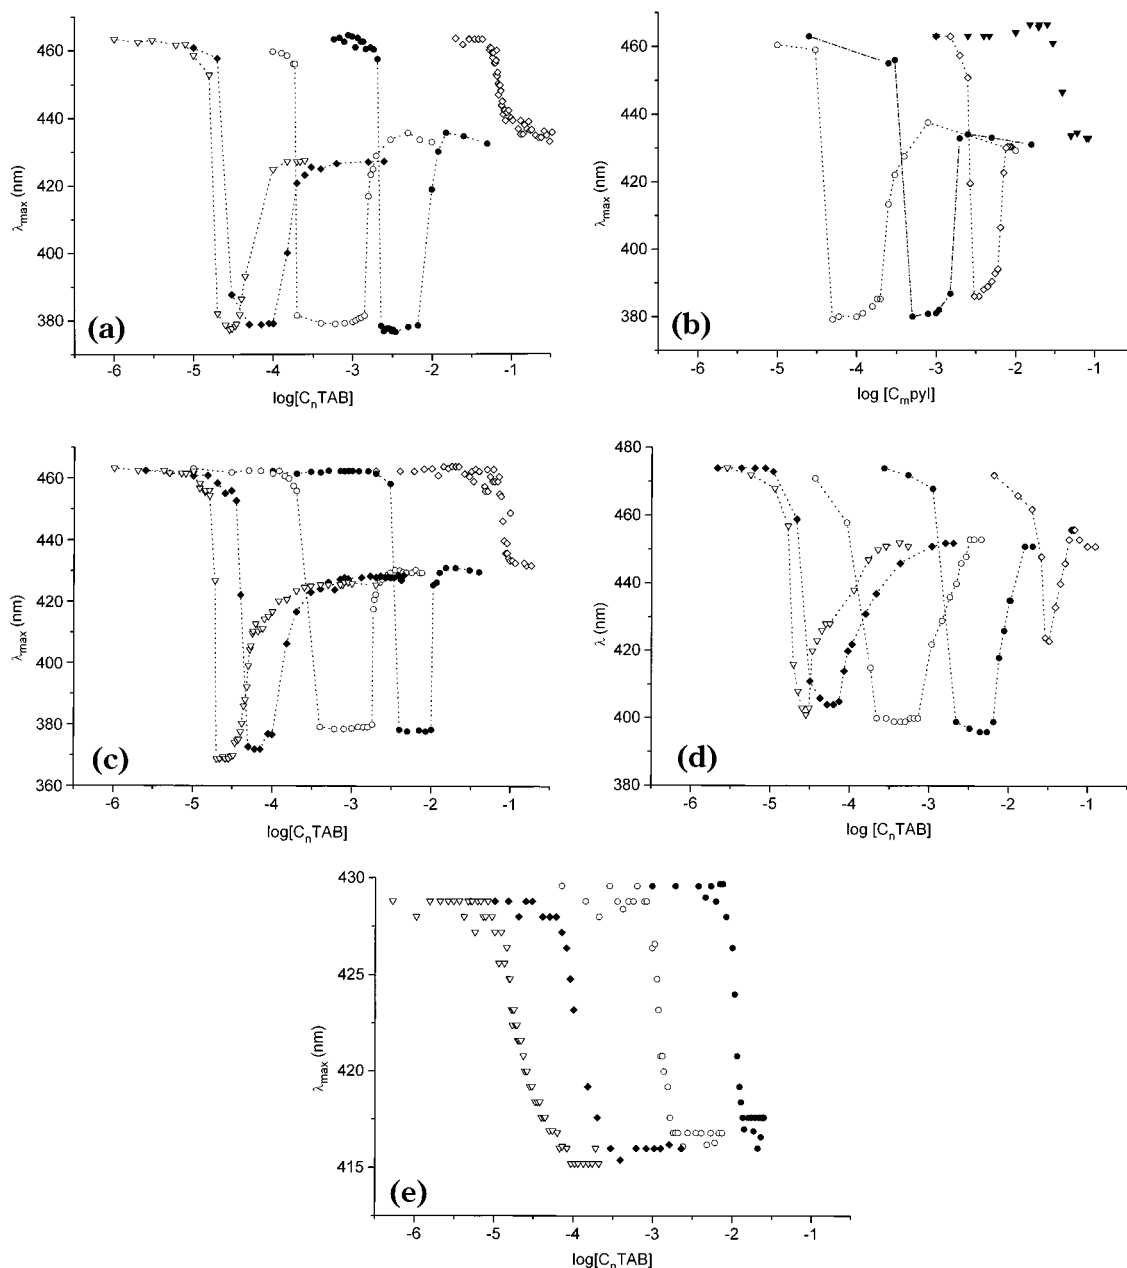 460
440
420
400
380
λmax (nm)
(a)
-6 -5 -4 -3 -2 -1
log[CnTAB]
460
440
420
400
380
λmax (nm)
(b)
-5 -4 -3 -2 -1
log [Cmpyl]
460
440
420
400
380
360
λmax (nm)
(c)
-6 -5 -4 -3 -2 -1
log[CnTAB]
480
460
440
420
400
380
λ (nm)
(d)
-6 -5 -4 -3 -2 -1
log [CnTAB]
430
425
420
415
λmax (nm)
(e)
-6 -5 -4 -3 -2 -1
log[CnTAB]